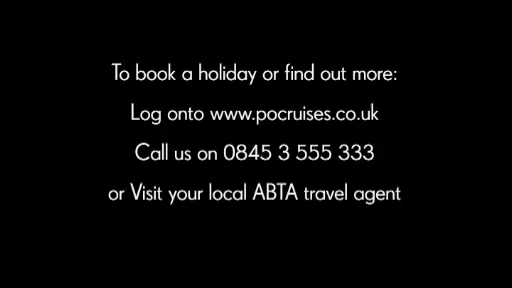 To book a holiday or find out more:
Log onto www.pocruises.co.uk
Call us on 0845 3 555 333
or Visit your local ABTA travel agent